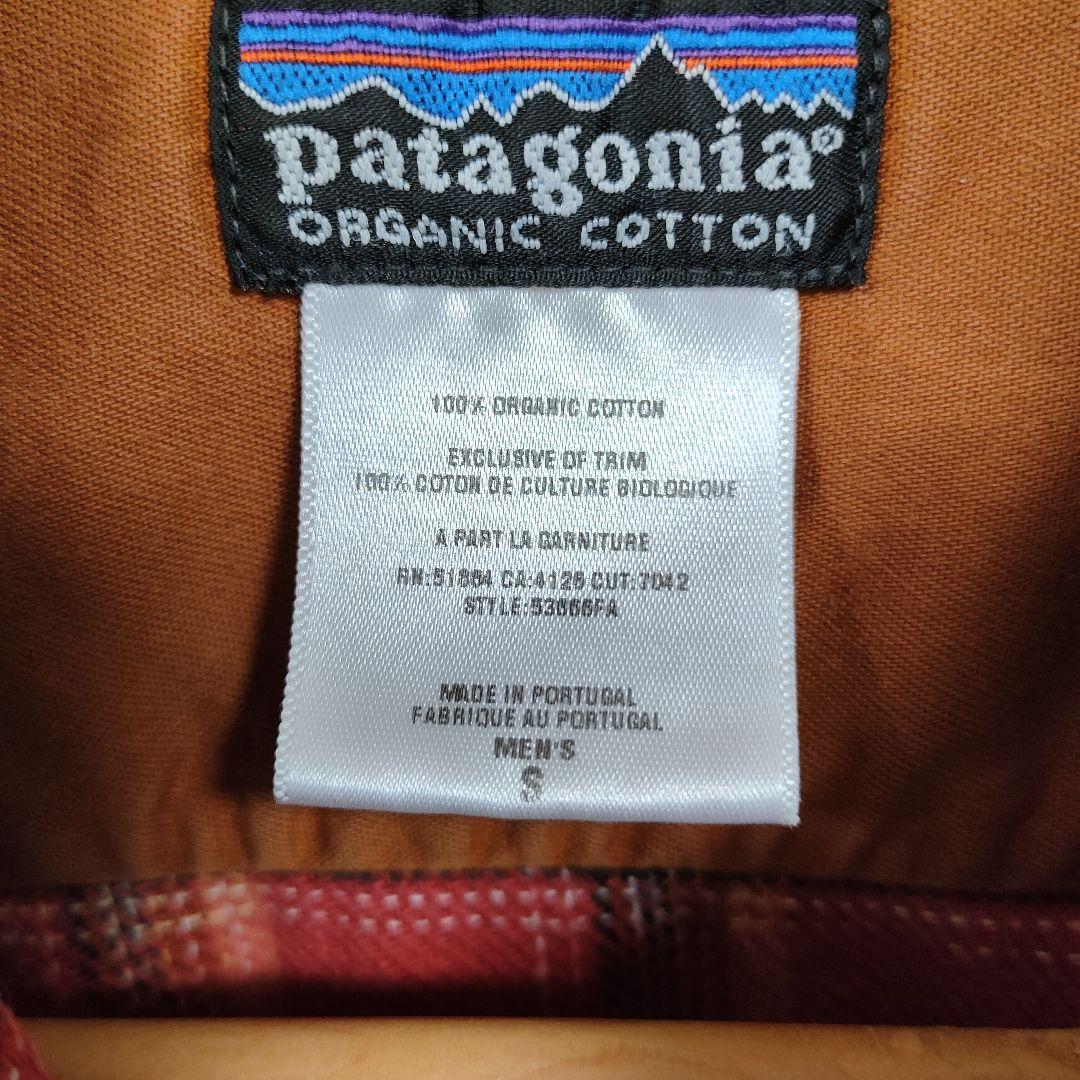 patagonia®
ORGANIC COTTON
100% ORGANIC COTTON
EXCLUSIVE OF TRIM
100% COTON DE CULTURE BIOLOGIQUE
A PART LA GARNITURE
RN:51884 CA:4126 CUT:7042
STYLE:53866FA
MADE IN PORTUGAL
FABRIQUE AU PORTUGAL
MEN'S
S